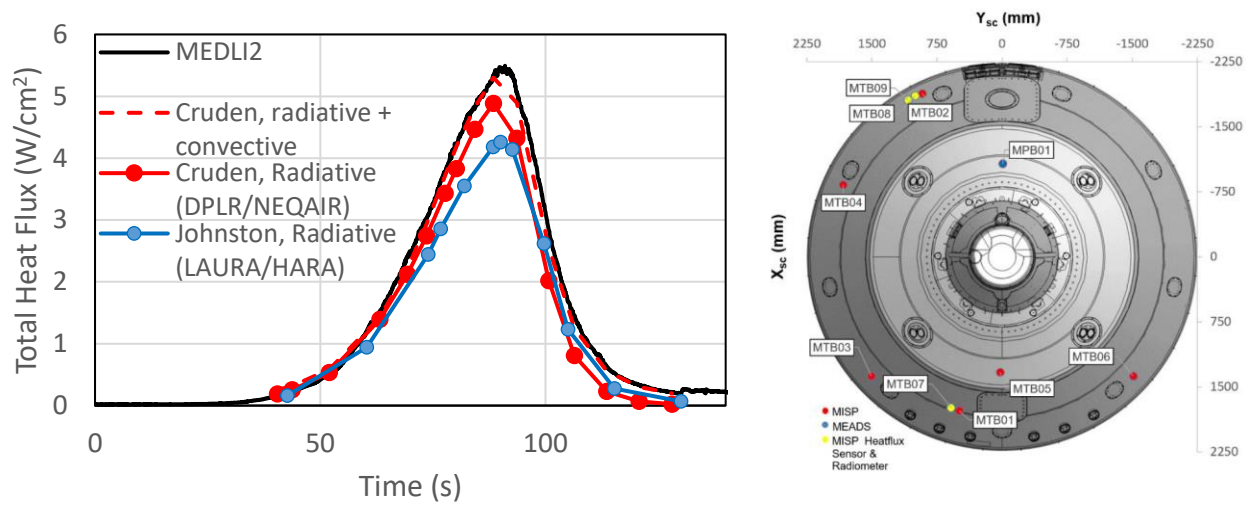 Total Heat Flux (W/cm²)
6
5
4
3
2
1
0
MEDLI2
Cruden, radiative +
convective
Cruden, Radiative
(DPLR/NEQAIR)
Johnston, Radiative
(LAURA/HARA)
0
50
100
Time (s)
Ysc (mm)
2250
1500
750
0
-750
-1500
-2250
Xsc (mm)
-2250
-1500
-750
0
750
1500
2250
MTB09
MTB08
MTB02
MPB01
MTB04
MTB03
MTB06
MTB07
MTB05
MTB01
MISP
MEADS
MISP Heatflux
Sensor &
Radiometer